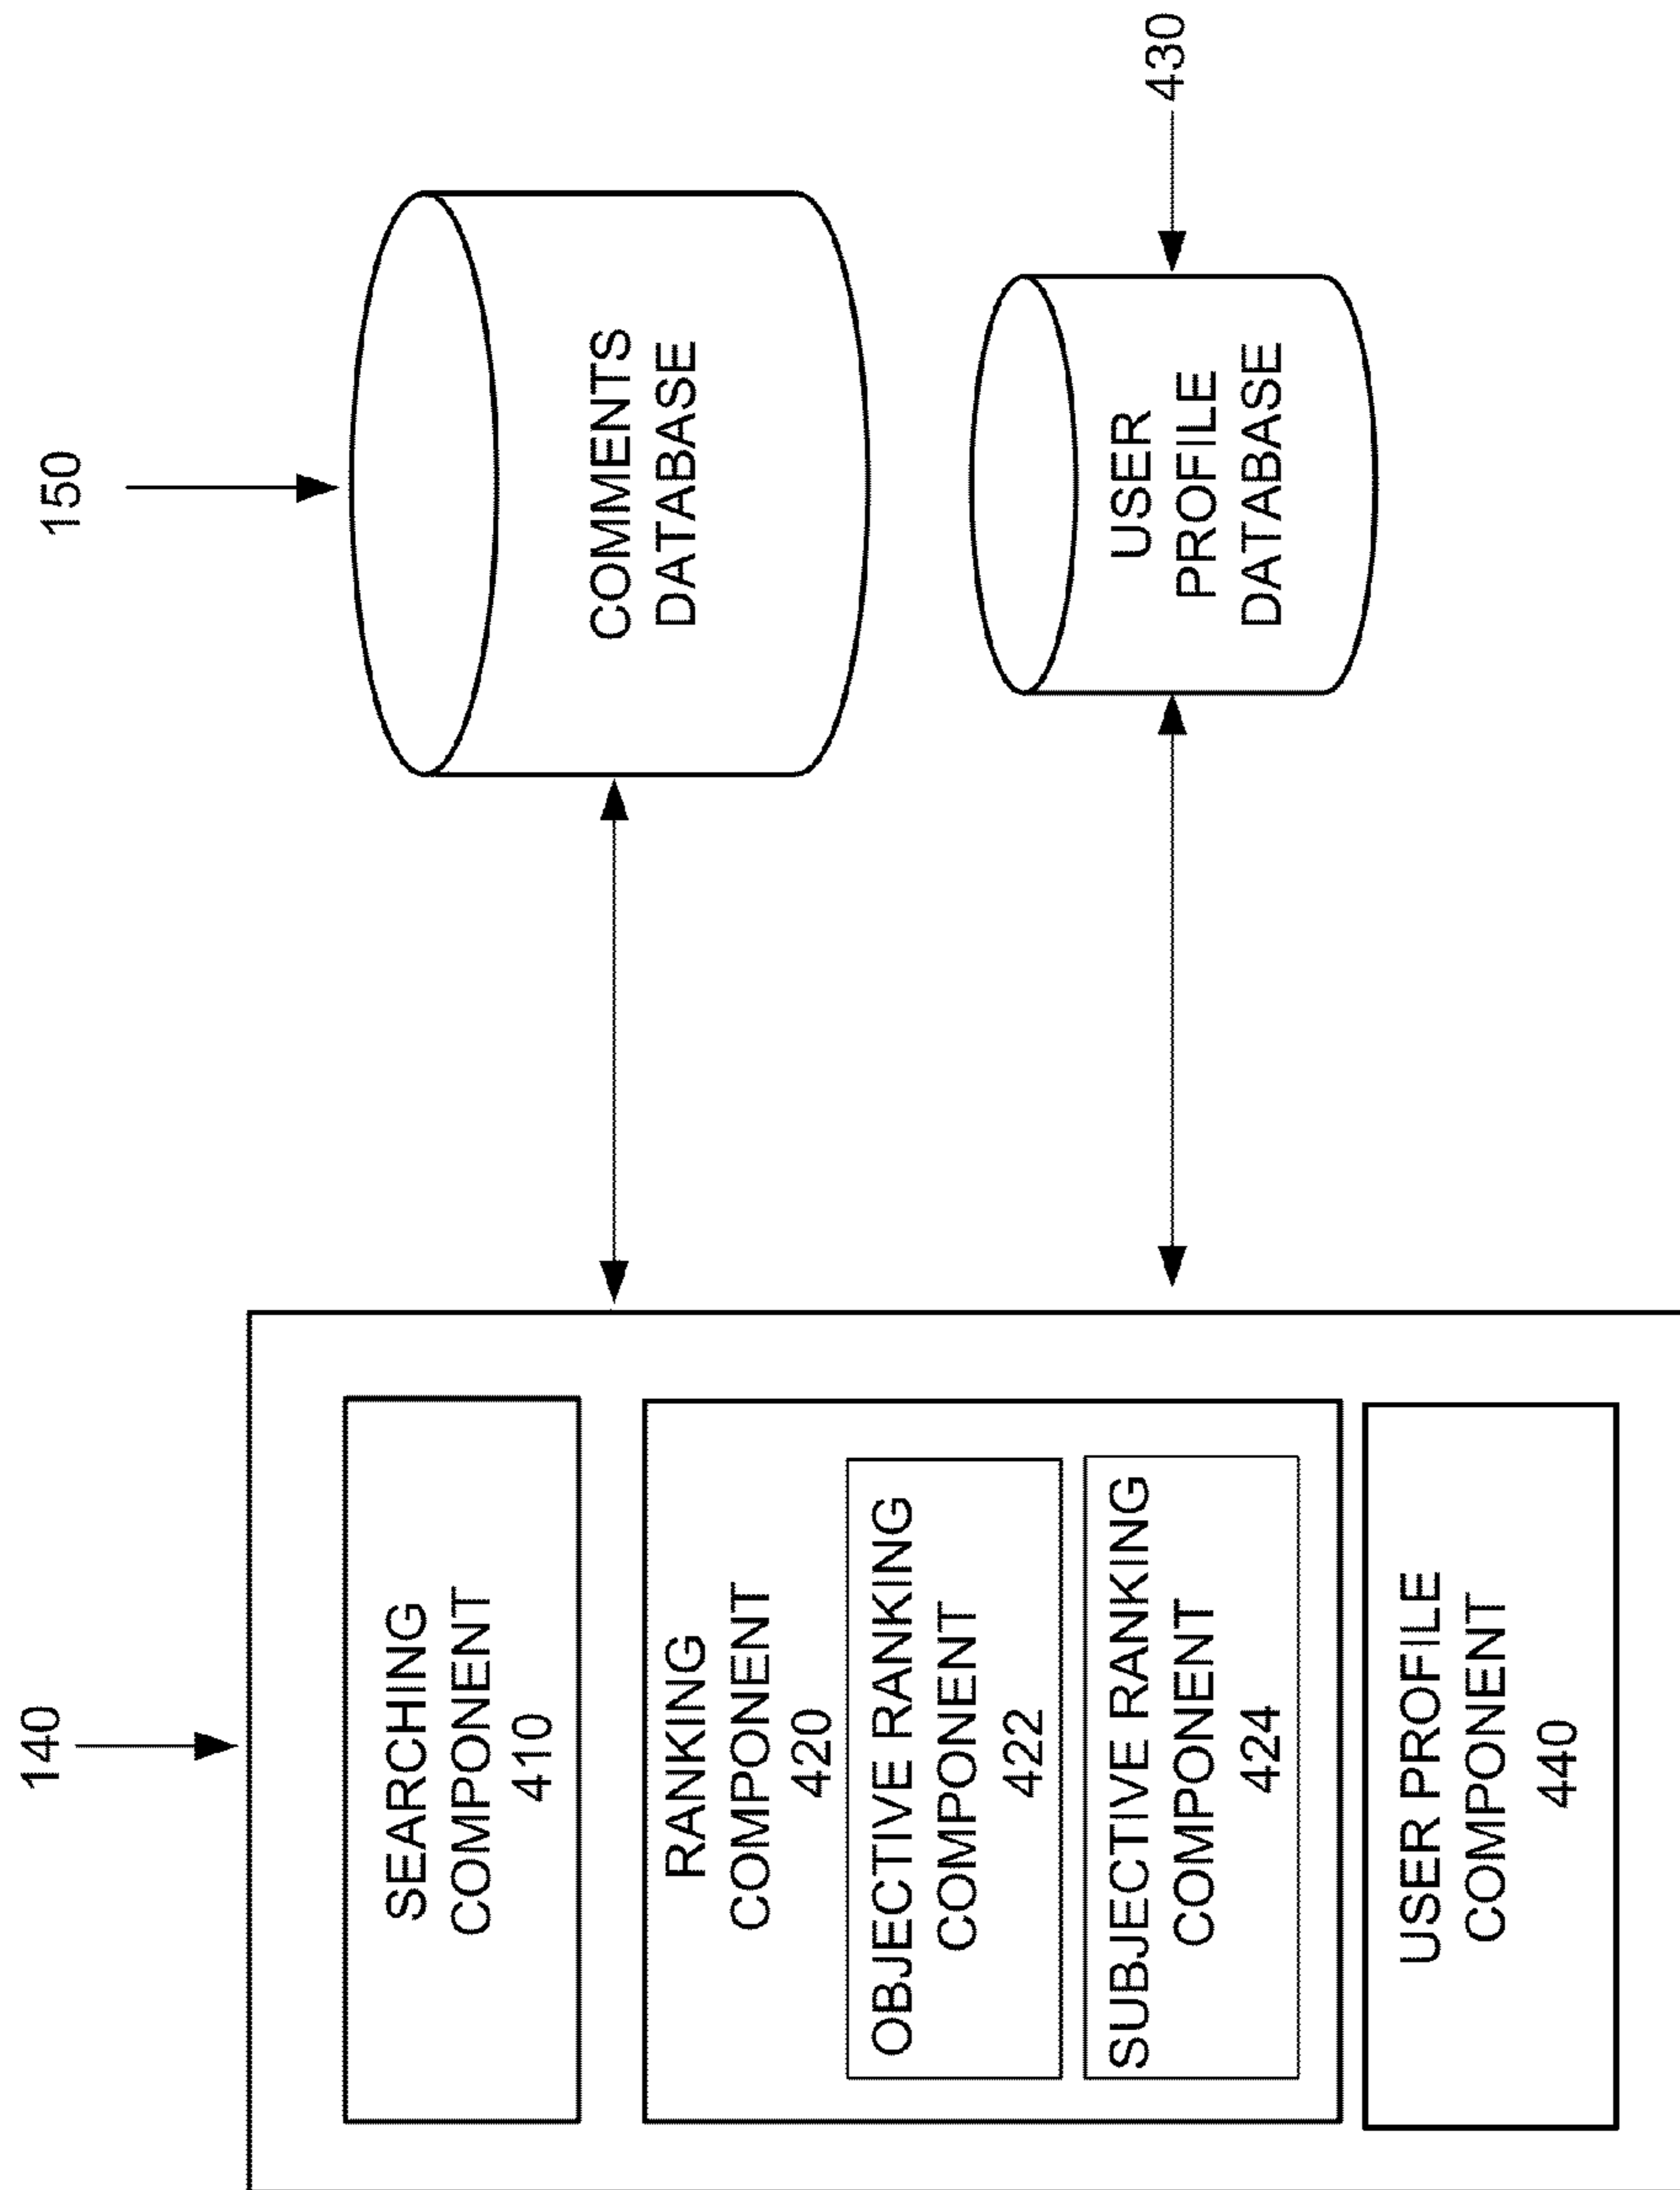 140
SEARCHING
COMPONENT
410
RANKING
COMPONENT
420
OBJECTIVE RANKING
COMPONENT
422
SUBJECTIVE RANKING
COMPONENT
424
USER PROFILE
COMPONENT
440
150
COMMENTS
DATABASE
USER
PROFILE
DATABASE
430